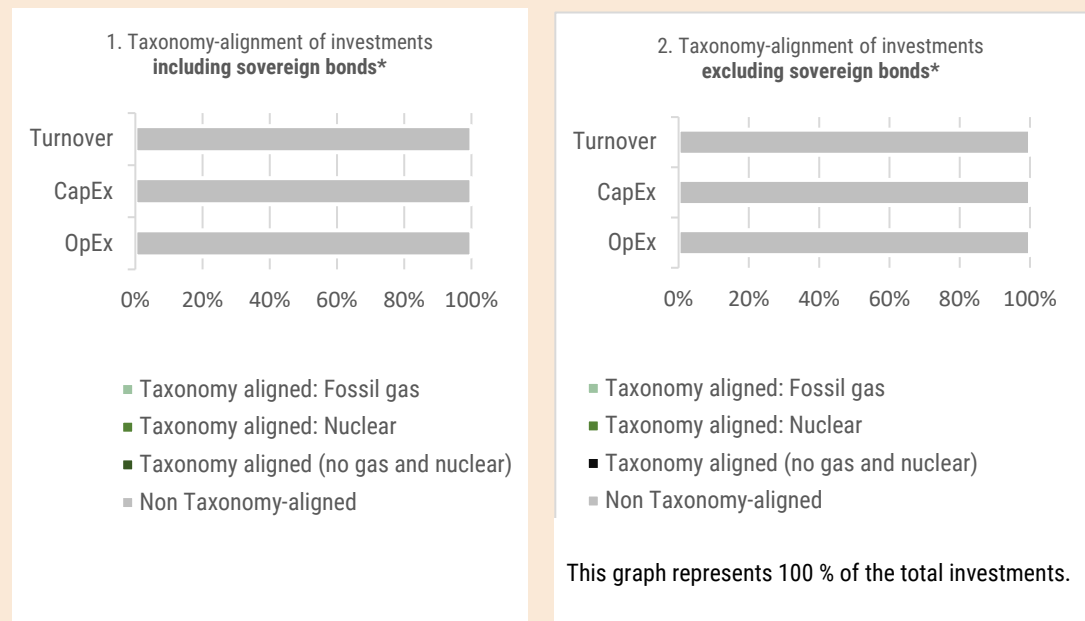 1. Taxonomy-alignment of investments
including sovereign bonds*
Turnover
CapEx
OpEx
0% 20% 40% 60% 80% 100%
Taxonomy aligned: Fossil gas
Taxonomy aligned: Nuclear
Taxonomy aligned (no gas and nuclear)
Non Taxonomy-aligned
2. Taxonomy-alignment of investments
excluding sovereign bonds*
Turnover
CapEx
OpEx
0% 20% 40% 60% 80% 100%
Taxonomy aligned: Fossil gas
Taxonomy aligned: Nuclear
Taxonomy aligned (no gas and nuclear)
Non Taxonomy-aligned
This graph represents 100 % of the total investments.